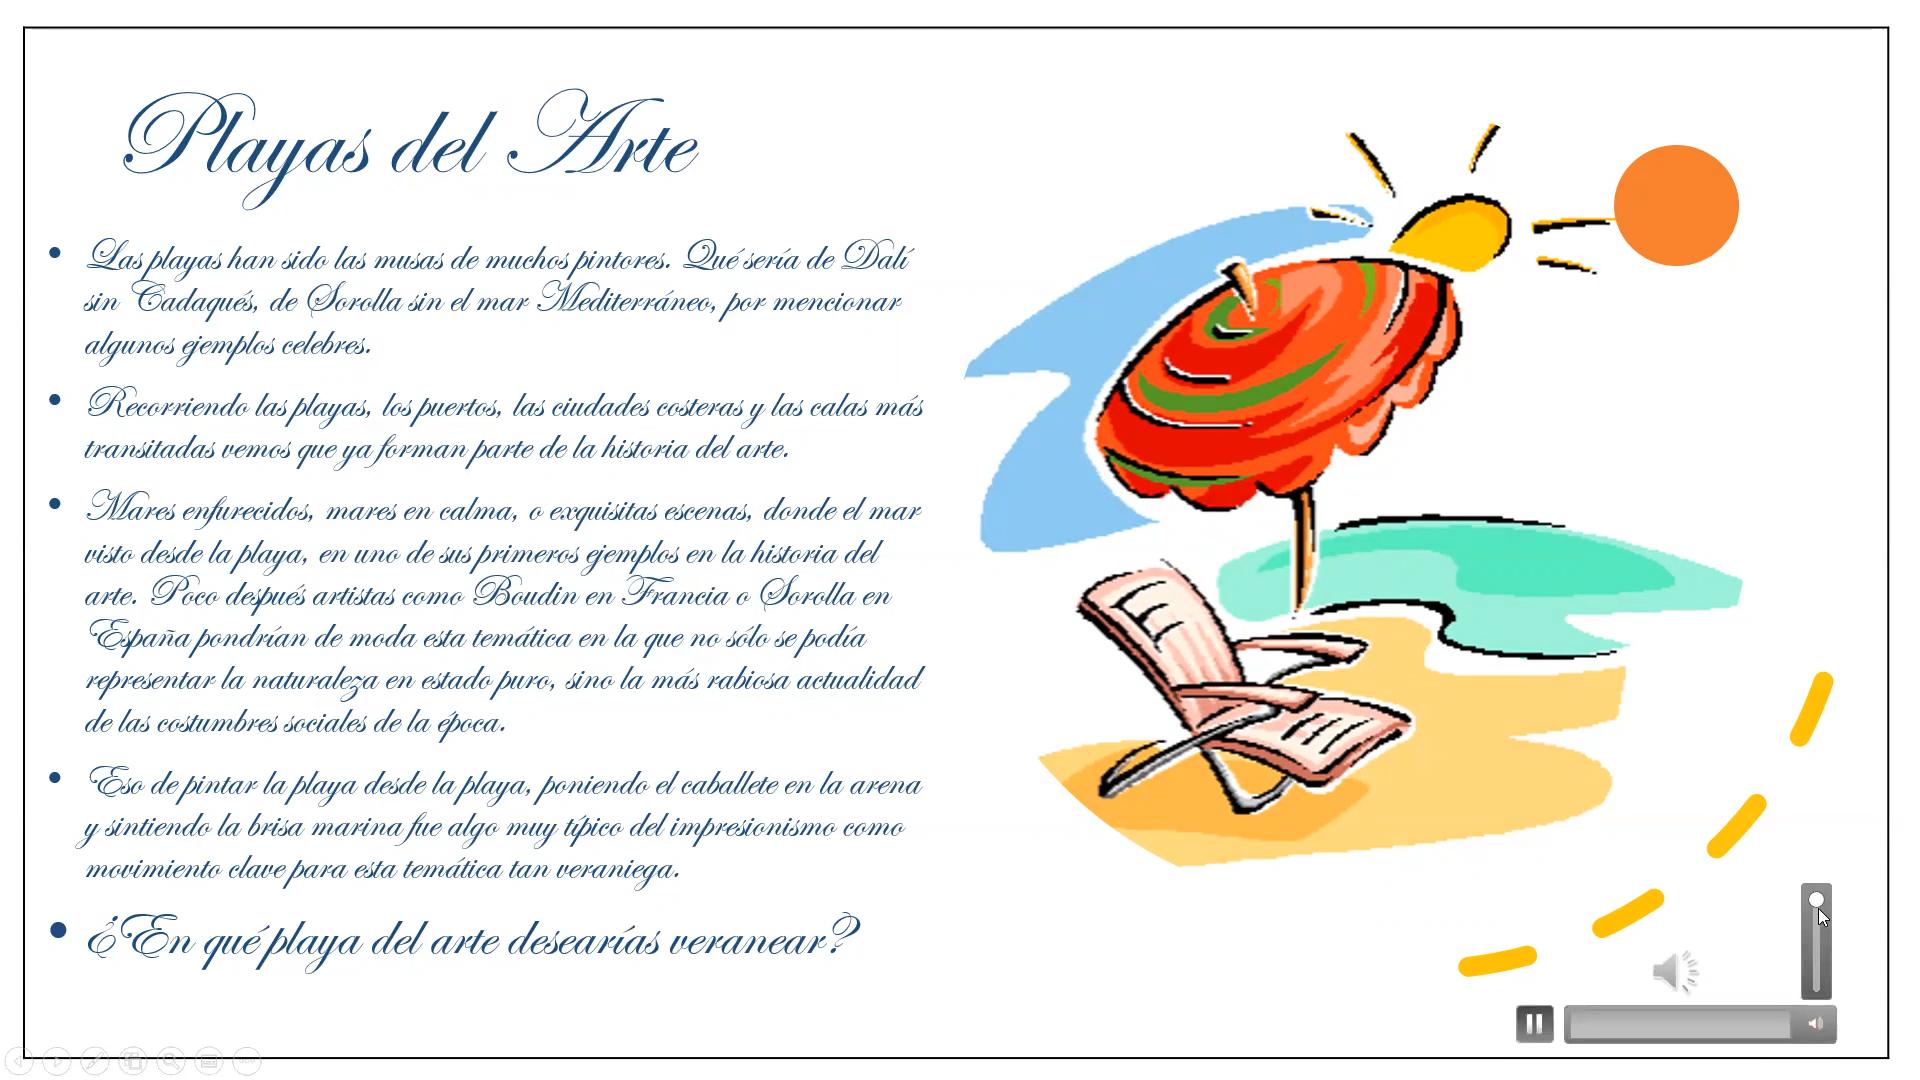 Playas del Arte
• Las playas han sido las musas de muchos pintores. Qué sería de Dalí
sin Cadaqués, de Sorolla sin el mar Mediterráneo, por mencionar
algunos ejemplos celebres.
• Recorriendo las playas, los puertos, las ciudades costeras y las calas más
transitadas vemos que ya forman parte de la historia del arte.
• Mares enfurecidos, mares en calma, o exquisitas escenas, donde el mar
visto desde la playa, en uno de sus primeros ejemplos en la historia del
arte. Poco después artistas como Boudin en Francia o Sorolla en
España pondrían de moda esta temática en la que no sólo se podía
representar la naturaleza en estado puro, sino la más rabiosa actualidad
de las costumbres sociales de la época.
• Eso de pintar la playa desde la playa, poniendo el caballete en la arena
y sintiendo la brisa marina fue algo muy típico del impresionismo como
movimiento clave para esta temática tan veraniega.
• ¿En qué playa del arte desearías veranear?